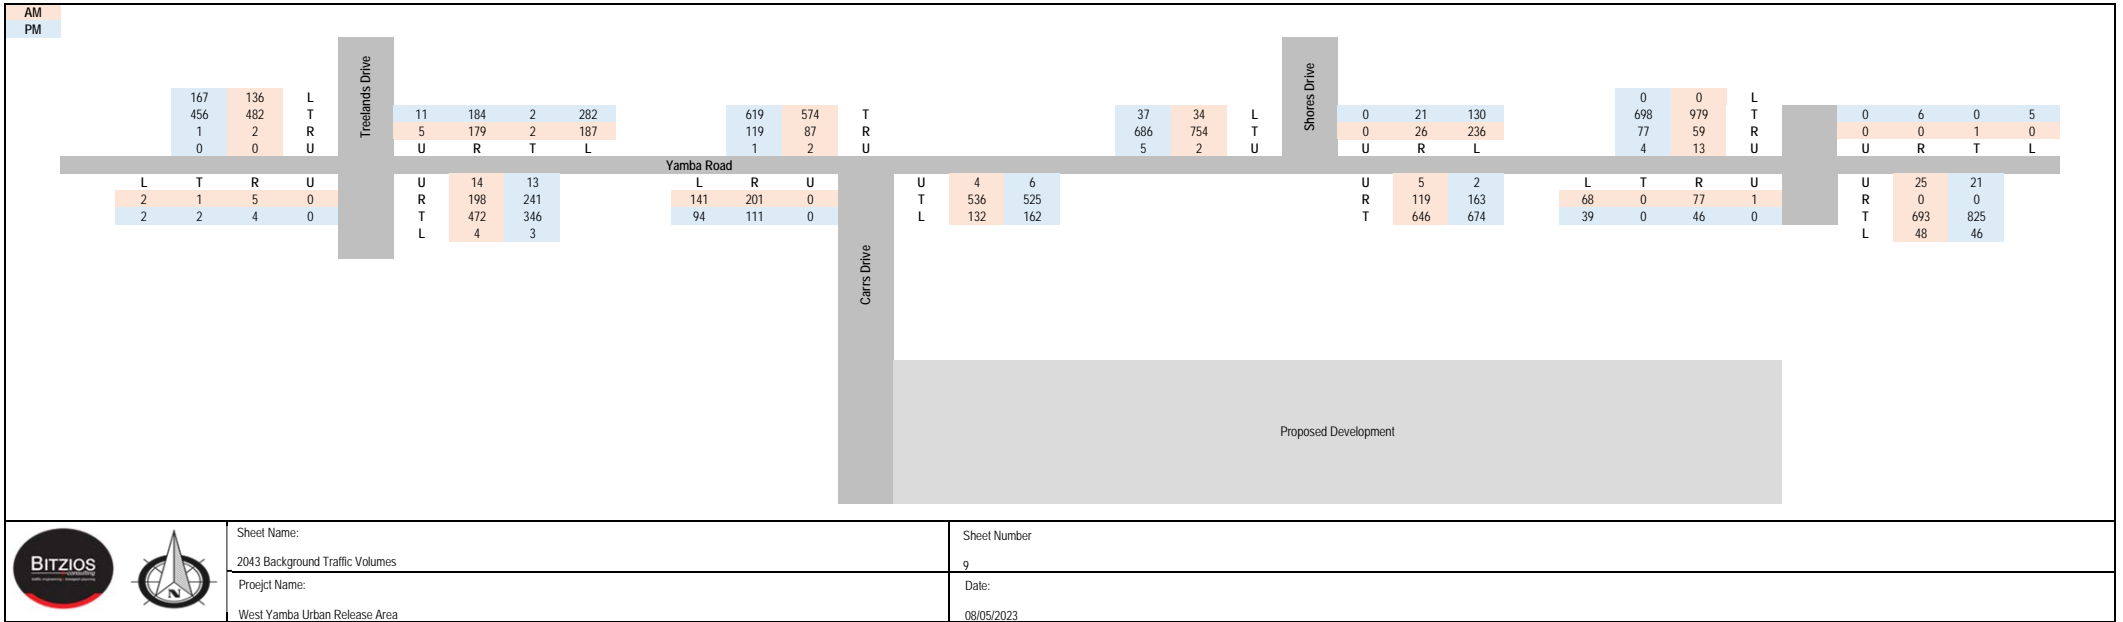 AM
PM
Treelands Drive
Shores Drive
167 136 L
456 482 T
1 2 R
0 0 U
11 184 2 282
5 179 2 187
U R T L
619 574 T
119 87 R
1 2 U
37 34 L
686 754 T
5 2 U
0 21 130
0 26 236
U R L
0 0 L
698 979 T
77 59 R
4 13 U
0 6 0 5
0 0 1 0
U R T L
Yamba Road
L T R U
2 1 5 0
2 2 4 0
U 14 13
R 198 241
T 472 346
L 4 3
L R U
141 201 0
94 111 0
Carrs Drive
U 4 6
T 536 525
L 132 162
U 5 2
R 119 163
T 646 674
L T R U
68 0 77 1
39 0 46 0
U 25 21
R 0 0
T 693 825
L 48 46
Proposed Development
BITZIOS
consulting
traffic engineering - transport planning
N
Sheet Name:
2043 Background Traffic Volumes
Sheet Number
9
Proejct Name:
West Yamba Urban Release Area
Date:
08/05/2023